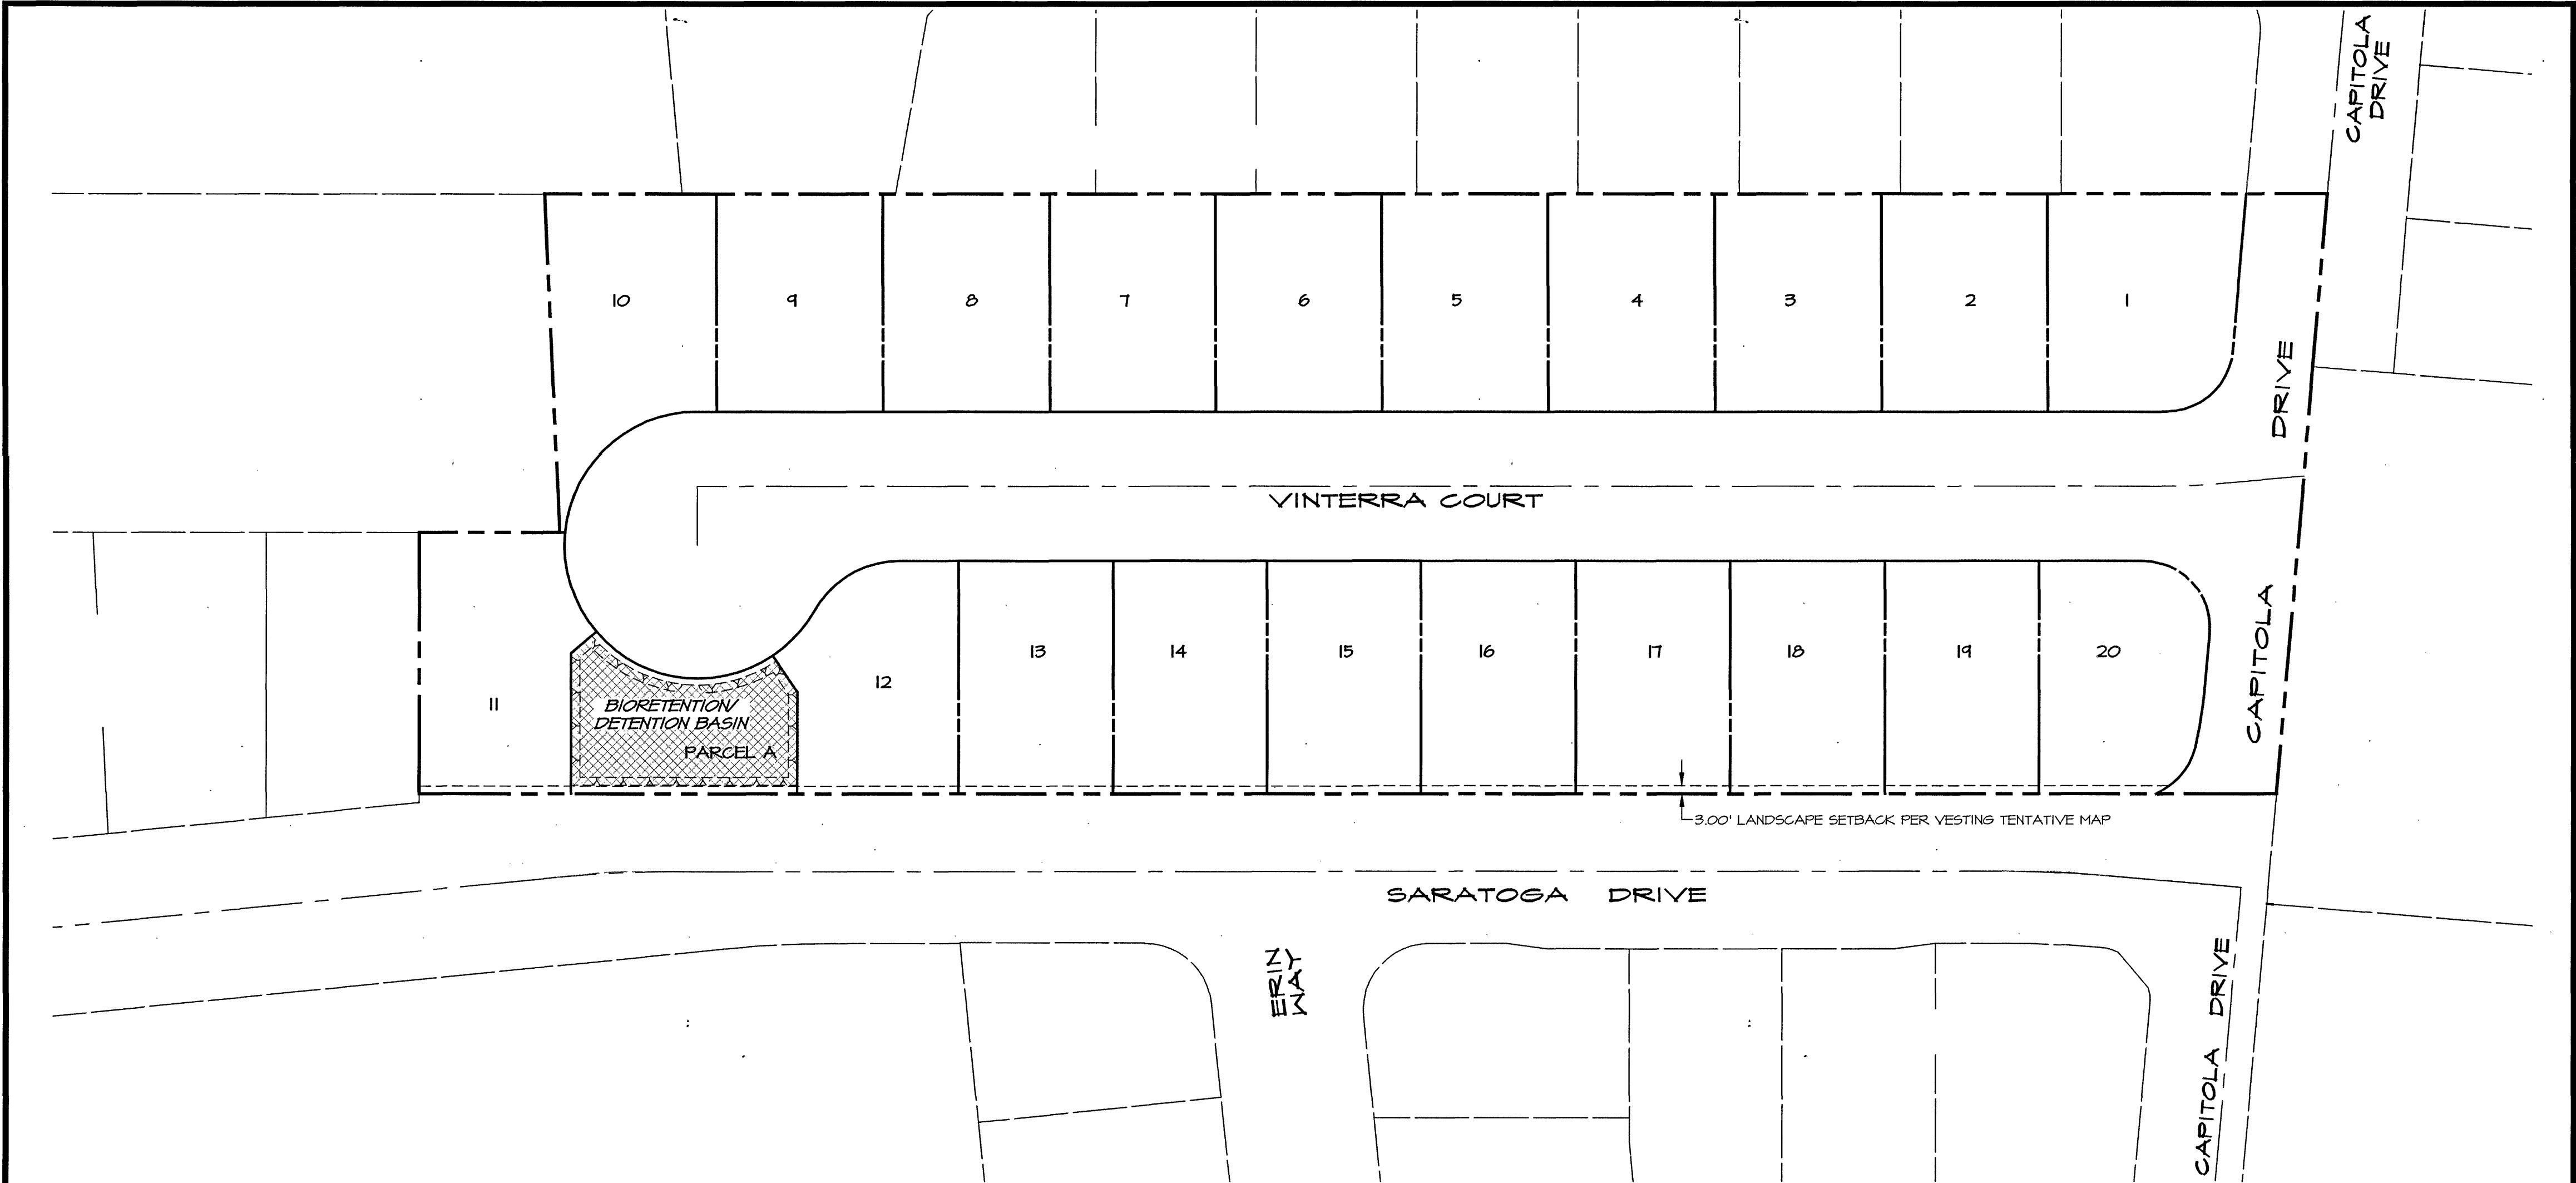 CAPITOLA
DRIVE
10
9
8
7
6
5
4
3
2
1
DRIVE
VINTERRA COURT
CAPITOLA
11
12
13
14
15
16
17
18
19
20
BIORETENTION/
DETENTION BASIN
PARCEL A
3.00' LANDSCAPE SETBACK PER VESTING TENTATIVE MAP
SARATOGA DRIVE
ERIN
WAY
CAPITOLA DRIVE